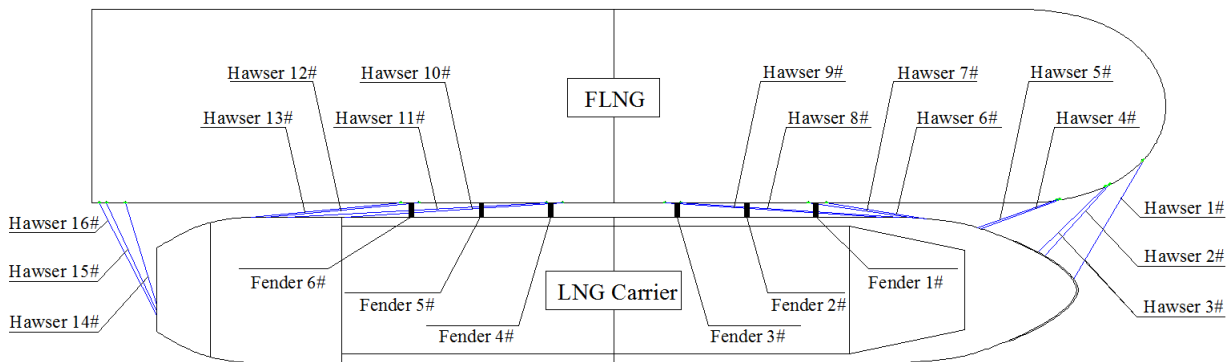 Hawser 12#
Hawser 10#
Hawser 9#
Hawser 7#
Hawser 5#
FLNG
Hawser 13#
Hawser 11#
Hawser 8#
Hawser 6#
Hawser 4#
Hawser 16#
Hawser 1#
Hawser 15#
Hawser 2#
Fender 6#
Fender 1#
Fender 5#
LNG Carrier
Fender 2#
Hawser 3#
Hawser 14#
Fender 4#
Fender 3#